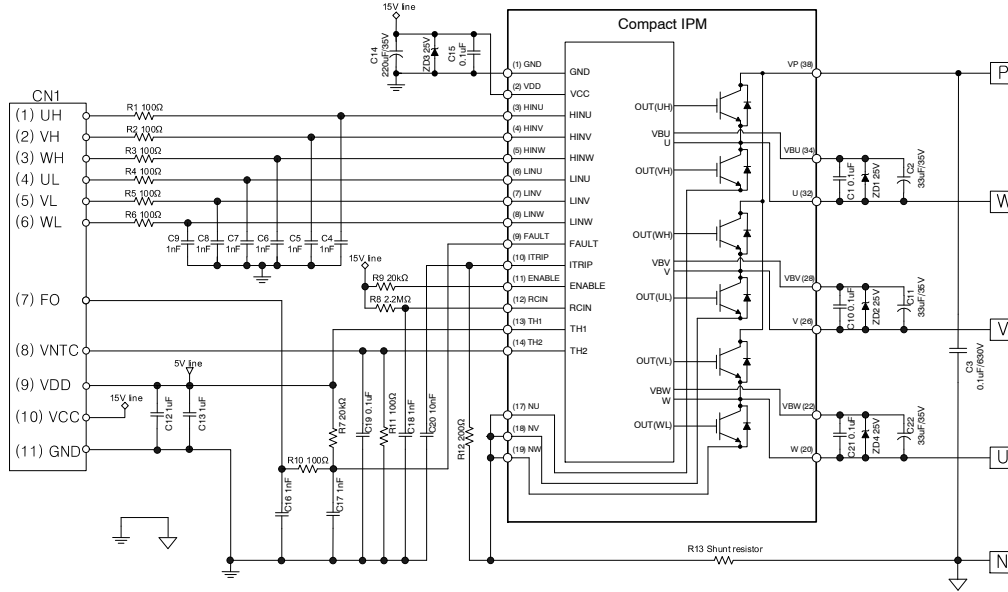 15V line
C14
220uF/35V
ZD3 25V
C15
0.1uF
Compact IPM
CN1
(1) UH
(2) VH
(3) WH
(4) UL
(5) VL
(6) WL
(7) FO
(8) VNTC
(9) VDD
(10) VCC
(11) GND
R1 100Ω
R2 100Ω
R3 100Ω
R4 100Ω
R5 100Ω
R6 100Ω
C9
1nF
C8
1nF
C7
1nF
C6
1nF
C5
1nF
C4
1nF
15V line
R9 20kΩ
R8 2.2MΩ
5V line
15V line
C12 1uF
C13 1uF
R10 100Ω
C16 1nF
C17 1nF
R7 20kΩ
C19 0.1uF
R11 100Ω
C18 1nF
C20 10nF
R12 200Ω
(1) GND
(2) VDD
(3) HINU
(4) HINV
(5) HINW
(6) LINU
(7) LINV
(8) LINW
(9) FAULT
(10) ITRIP
(11) ENABLE
(12) RCIN
(13) TH1
(14) TH2
(17) NU
(18) NV
(19) NW
GND
VCC
HINU
HINV
HINW
LINU
LINV
LINW
FAULT
ITRIP
ENABLE
RCIN
TH1
TH2
OUT(UH)
VBU
U
OUT(VH)
OUT(WH)
VBV
V
OUT(UL)
OUT(VL)
VBW
W
OUT(WL)
VP (38)
VBU (34)
U (32)
VBV (28)
V (26)
VBW (22)
W (20)
C1 0.1uF
ZD1 25V
C2
33uF/35V
C10 0.1uF
ZD2 25V
C11
33uF/35V
C21 0.1uF
ZD4 25V
C22
33uF/35V
C3
0.1uF/630V
R13 Shunt resistor
P
W
V
U
N